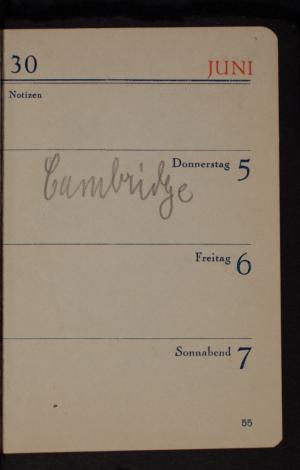 30 JUNI
Notizen
Donnerstag 5
Cambridge
Freitag 6
Sonnabend 7
55